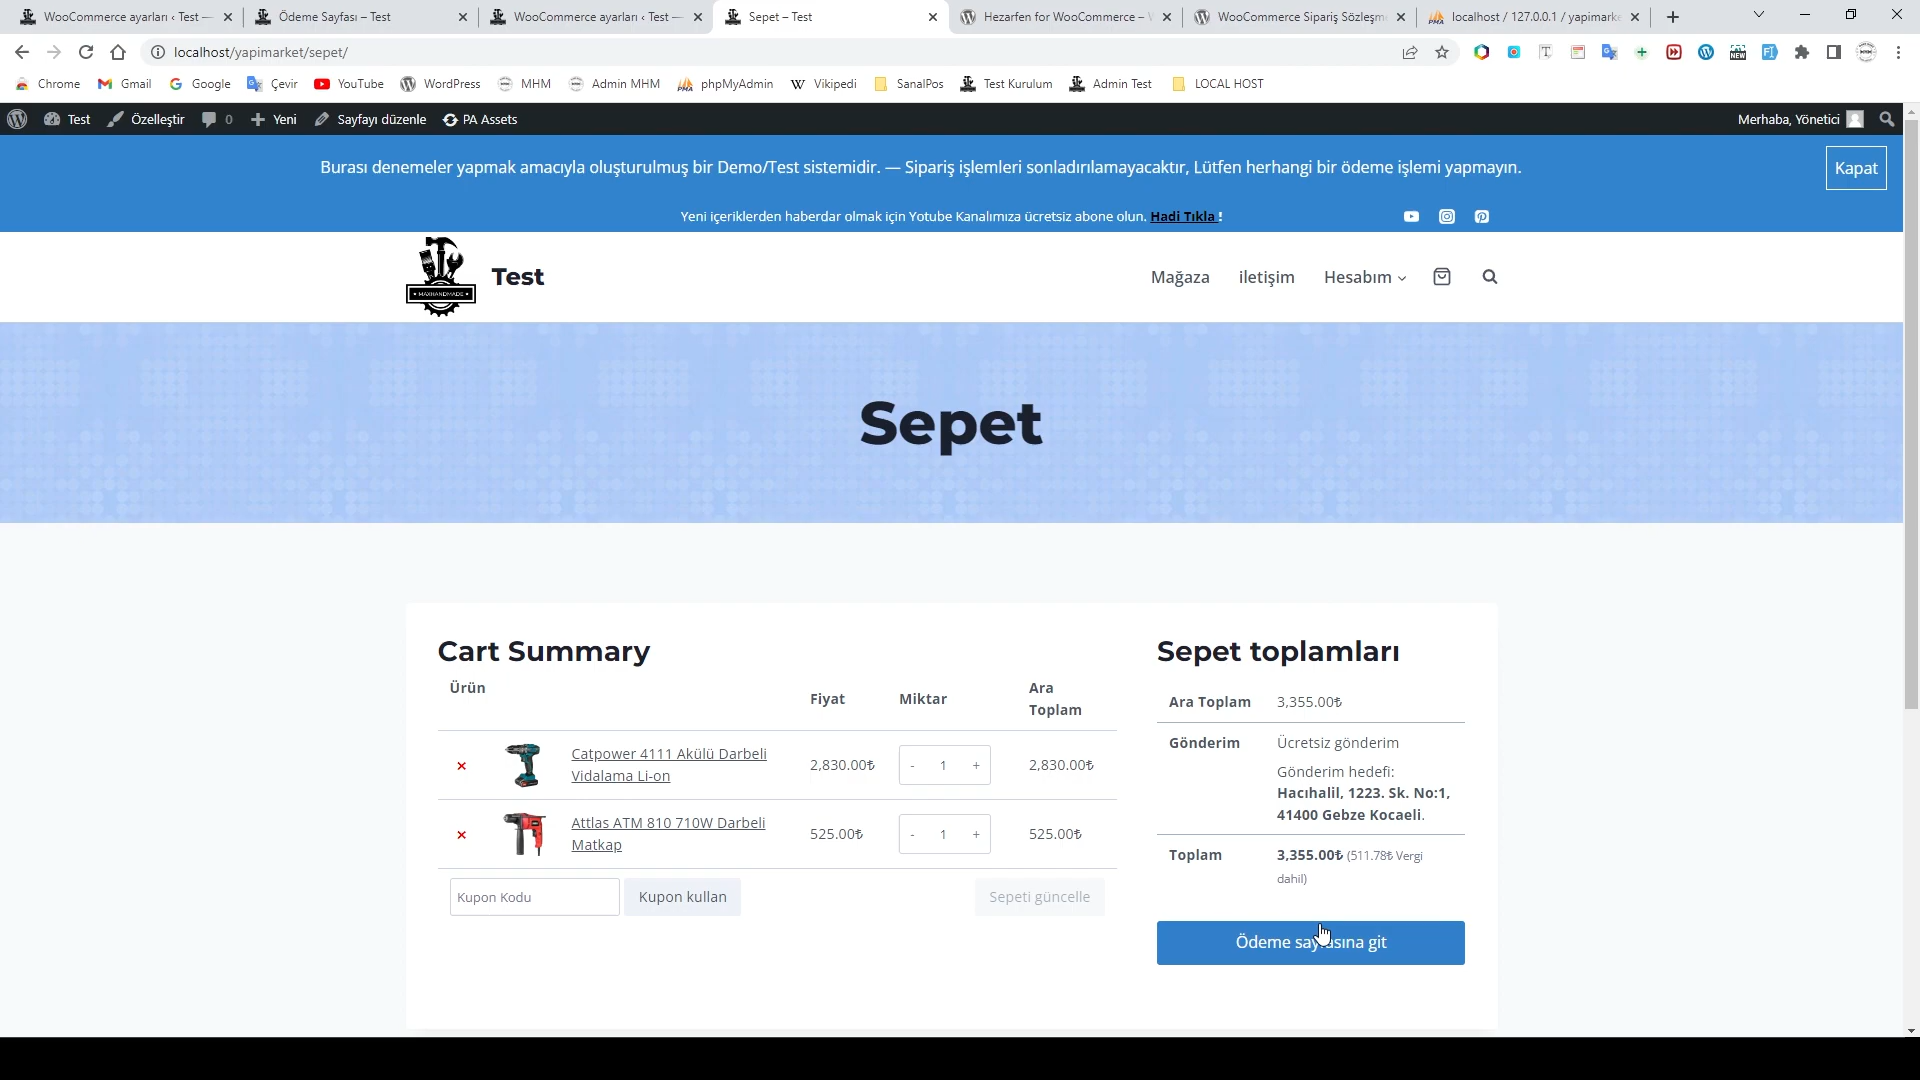 WooCommerce ayarları ‹ Test —
Ödeme Sayfası – Test
WooCommerce ayarları ‹ Test —
Sepet – Test
Hezarfen for WooCommerce –
WooCommerce Sipariş Sözleşm
localhost / 127.0.0.1 / yapimarke
localhost/yapimarket/sepet/
Chrome
Gmail
Google
Çevir
YouTube
WordPress
MHM
Admin MHM
phpMyAdmin
Vikipedi
SanalPos
Test Kurulum
Admin Test
LOCAL HOST
Test
Özelleştir
0
Yeni
Sayfayı düzenle
PA Assets
Merhaba, Yönetici
Burası denemeler yapmak amacıyla oluşturulmuş bir Demo/Test sistemidir. — Sipariş işlemleri sonladırılamayacaktır, Lütfen herhangi bir ödeme işlemi yapmayın.
Kapat
Yeni içeriklerden haberdar olmak için Yotube Kanalımıza ücretsiz abone olun. Hadi Tıkla !
MAXHANDMADE
Test
Mağaza
iletişim
Hesabım
Sepet
Cart Summary
Ürün
Fiyat
Miktar
Ara
Toplam
Catpower 4111 Akülü Darbeli
Vidalama Li-on
2,830.00₺
- 1 +
2,830.00₺
Attlas ATM 810 710W Darbeli
Matkap
525.00₺
- 1 +
525.00₺
Kupon Kodu
Kupon kullan
Sepeti güncelle
Sepet toplamları
Ara Toplam
3,355.00₺
Gönderim
Ücretsiz gönderim
Gönderim hedefi:
Hacıhalil, 1223. Sk. No:1,
41400 Gebze Kocaeli.
Toplam
3,355.00₺ (511.78₺ Vergi
dahil)
Ödeme sayfasına git